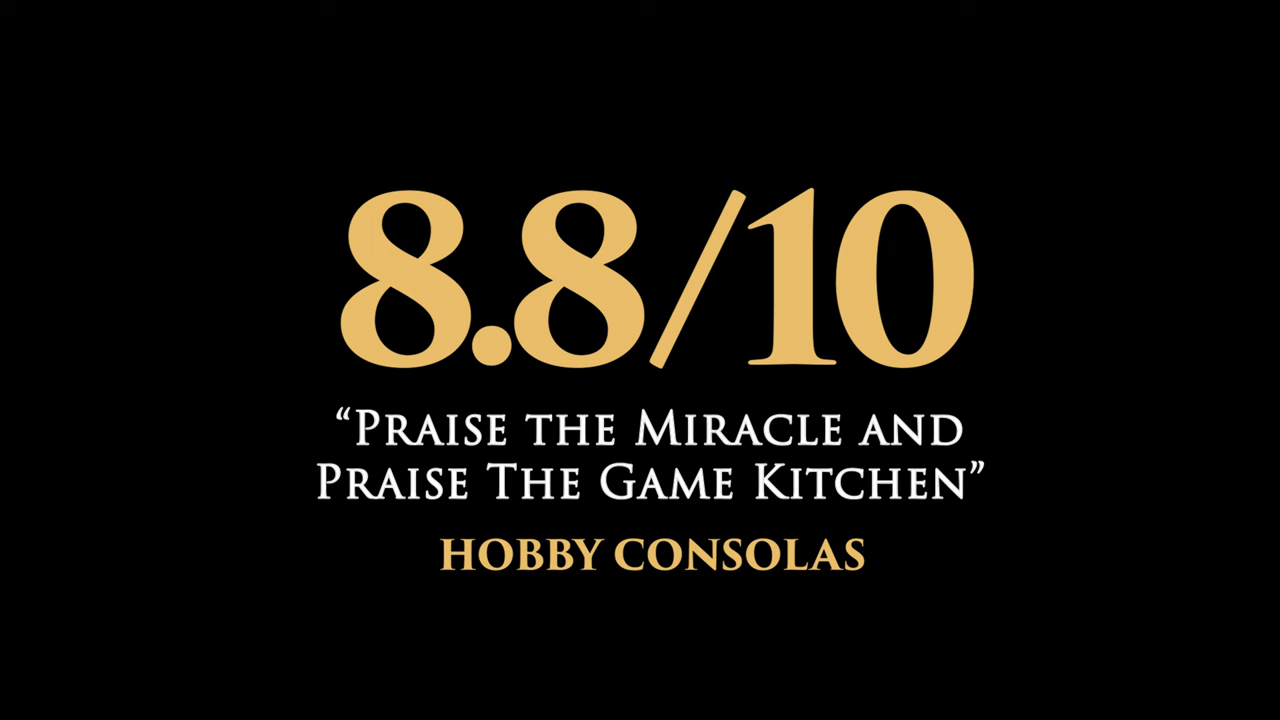 8.8/10
“Praise the Miracle and
Praise The Game Kitchen”
HOBBY CONSOLAS